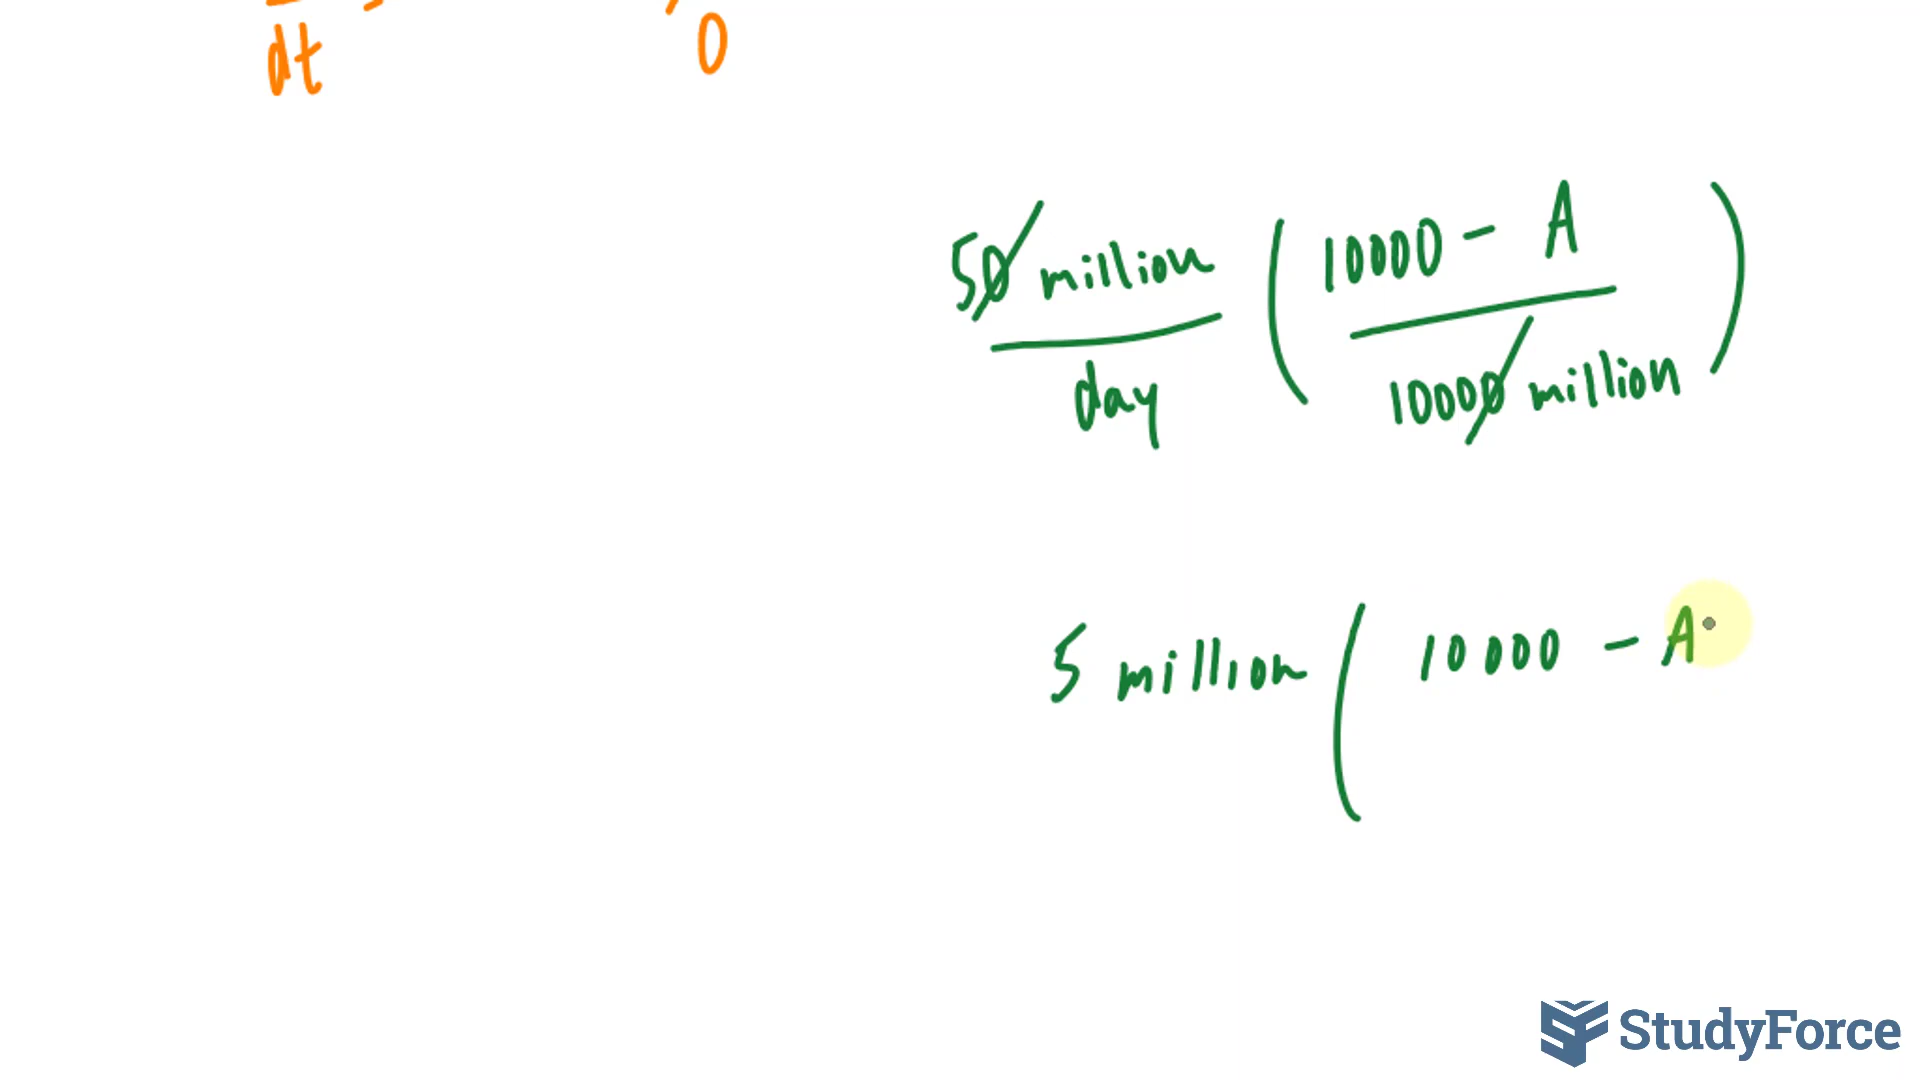 dt
0
50 million ( 10000 - A )
day 10000 million
5 million ( 10000 - A
StudyForce